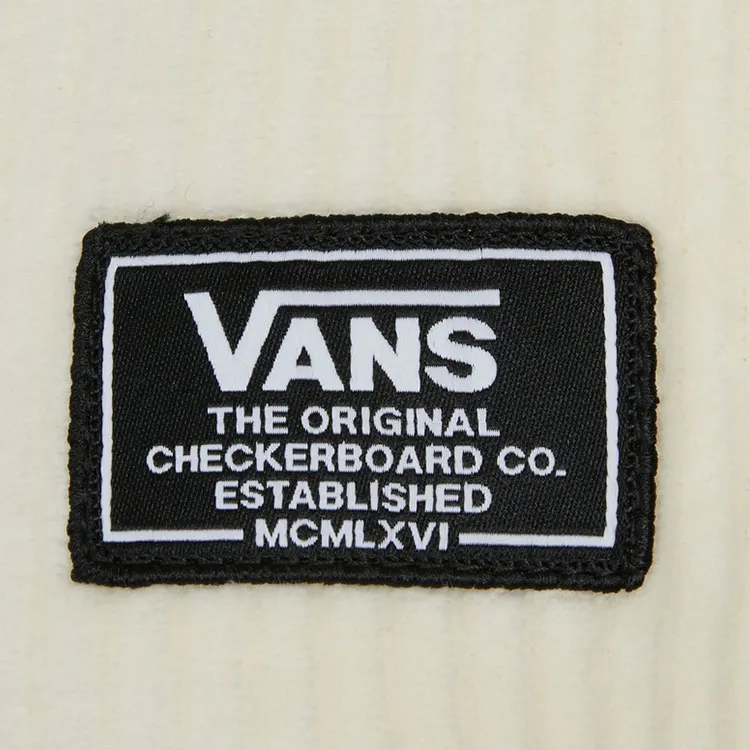 VANS
THE ORIGINAL
CHECKERBOARD CO.
ESTABLISHED
MCMLXVI